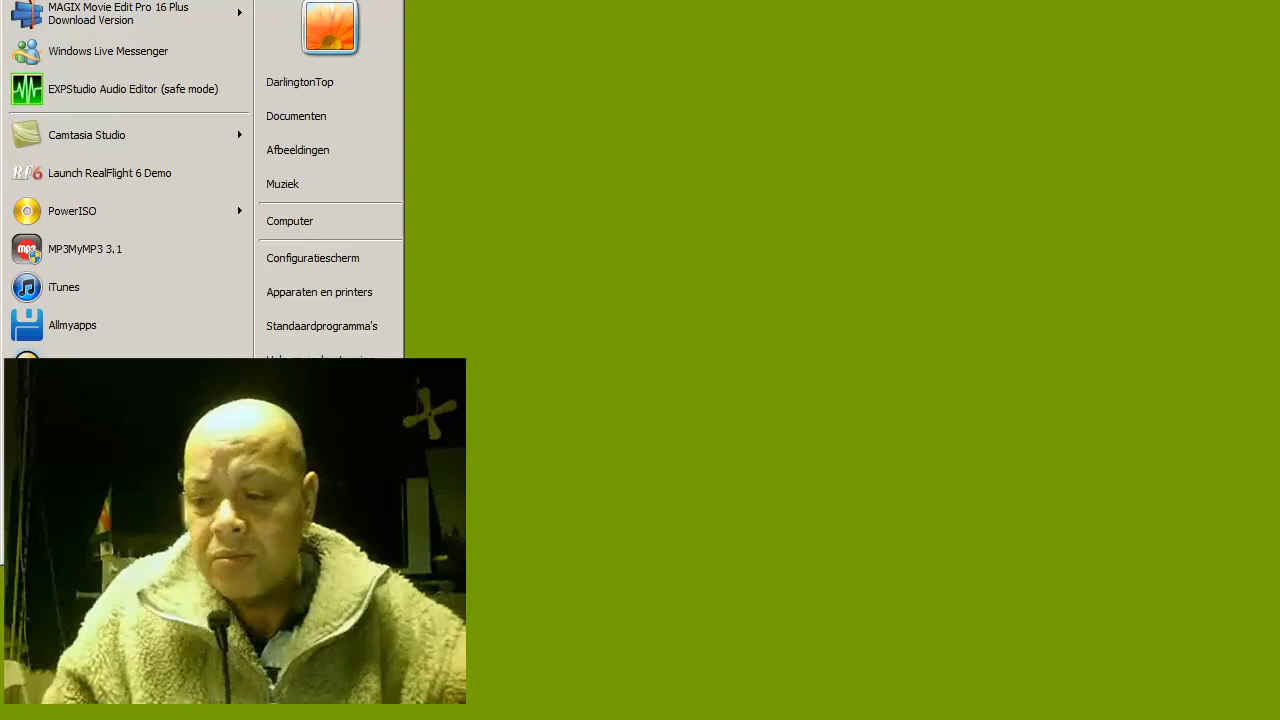 MAGIX Movie Edit Pro 16 Plus
Download Version
Windows Live Messenger
EXPStudio Audio Editor (safe mode)
Camtasia Studio
RF6 Launch RealFlight 6 Demo
PowerISO
mp3 MP3MyMP3 3.1
iTunes
Allmyapps
DarlingtonTop
Documenten
Afbeeldingen
Muziek
Computer
Configuratiescherm
Apparaten en printers
Standaardprogramma's